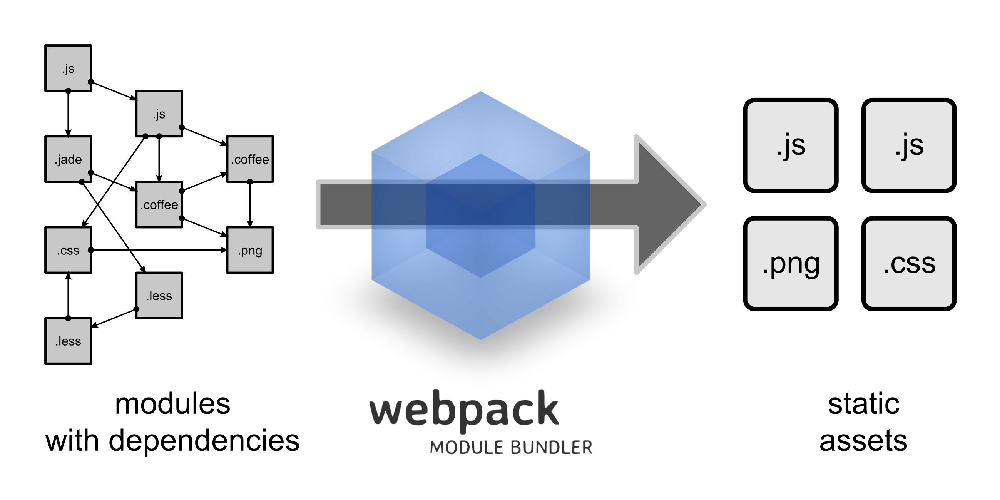 .js
.js
.jade
.coffee
.coffee
.css
.png
.less
.less
modules
with dependencies
webpack
MODULE BUNDLER
.js
.js
.png
.css
static
assets